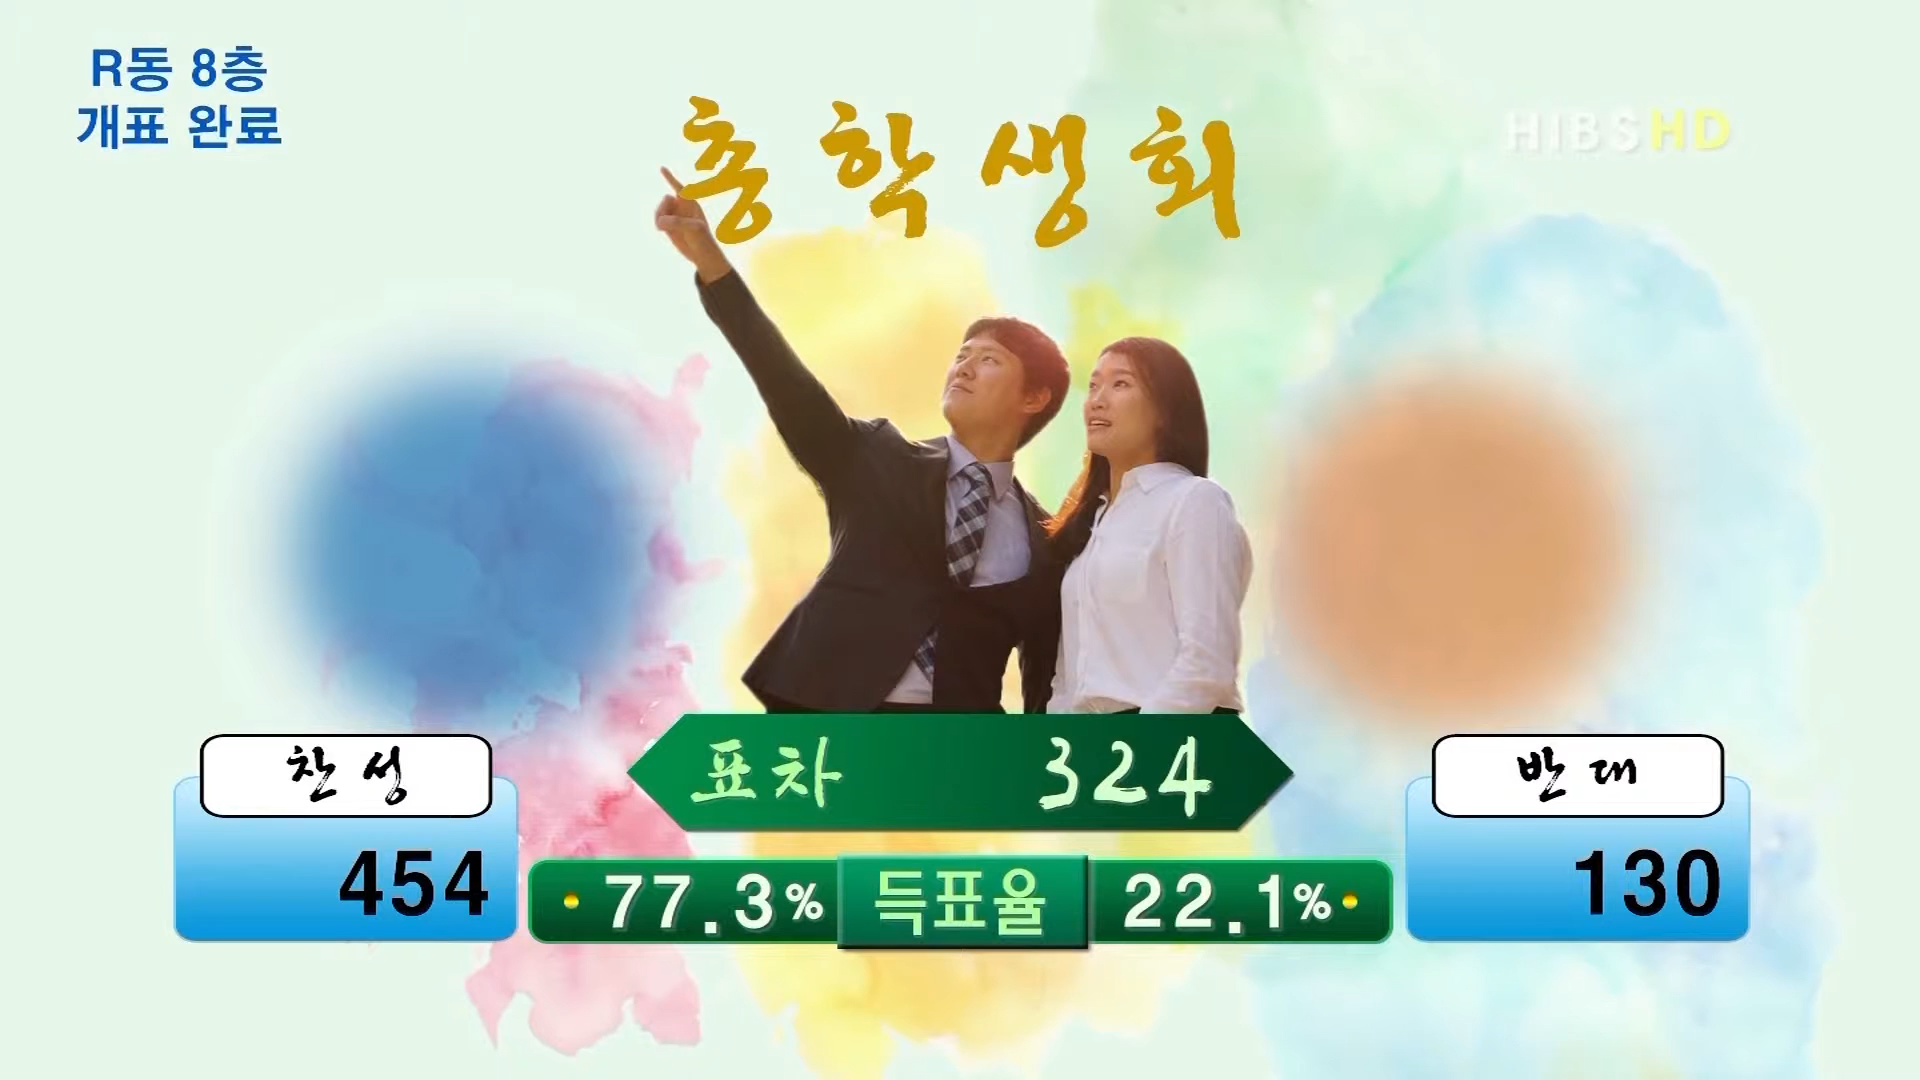 R동 8층
개표 완료
총학생회
HIBSHD
찬성
454
표차 324
반대
130
77.3% 득표율 22.1%